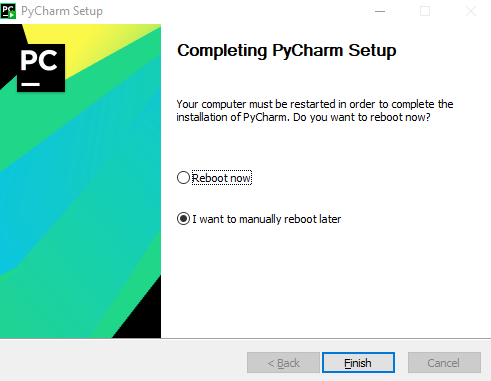 PyCharm Setup
PC
Completing PyCharm Setup
Your computer must be restarted in order to complete the
installation of PyCharm. Do you want to reboot now?
Reboot now
I want to manually reboot later
< Back
Finish
Cancel